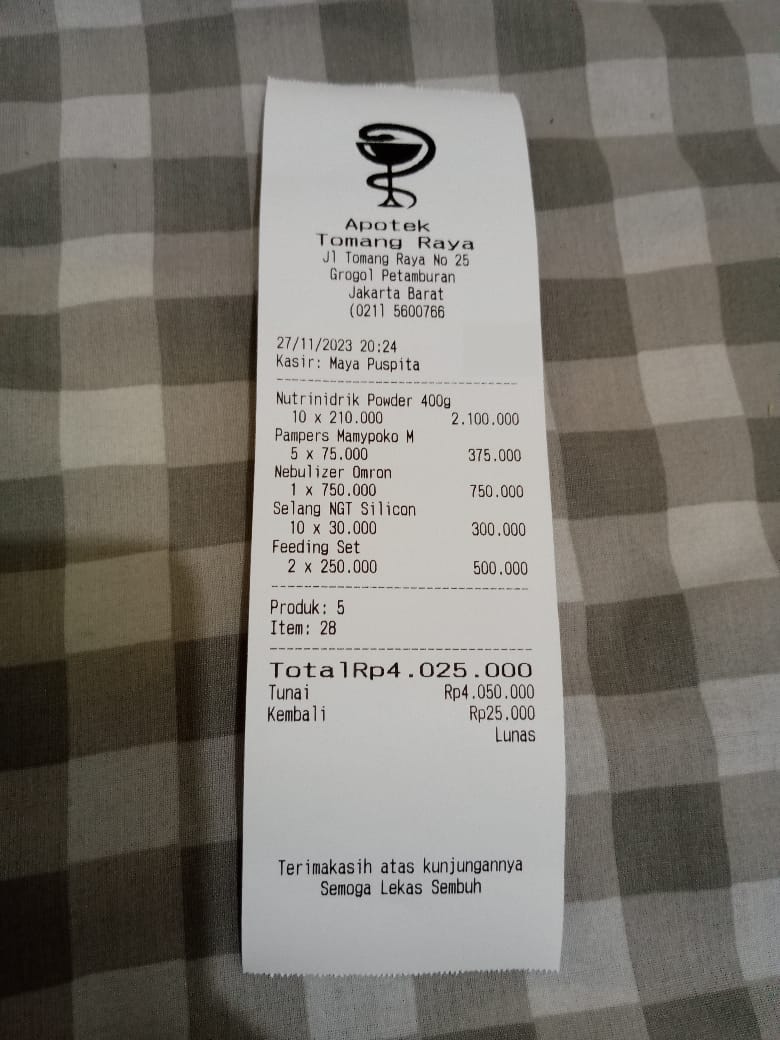 Apotek
Tomang Raya
Jl Tomang Raya No 25
Grogol Petamburan
Jakarta Barat
(021) 5600766
27/11/2023 20:24
Kasir: Maya Puspita
Nutrinidrik Powder 400g
10 x 210.000 2.100.000
Pampers Mamypoko M
5 x 75.000 375.000
Nebulizer Omron
1 x 750.000 750.000
Selang NGT Silicon
10 x 30.000 300.000
Feeding Set
2 x 250.000 500.000
Produk: 5
Item: 28
TotalRp4.025.000
Tunai Rp4.050.000
Kembali Rp25.000
Lunas
Terimakasih atas kunjungannya
Semoga Lekas Sembuh